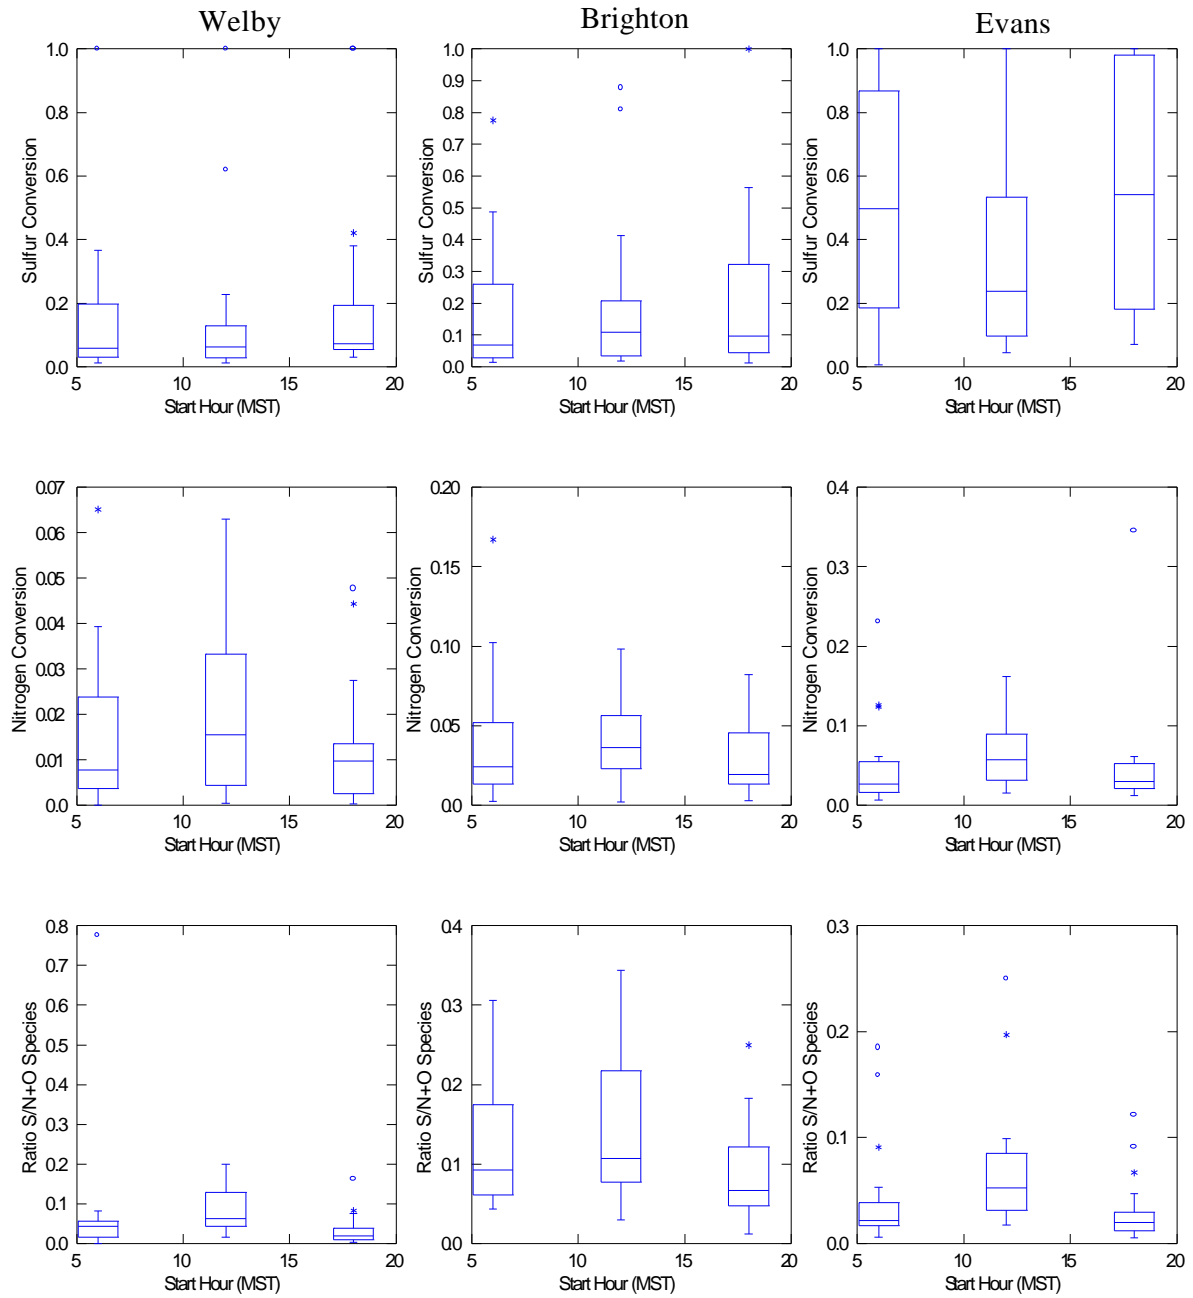 Welby
Brighton
Evans
1.0
0.8
0.6
0.4
0.2
0.0
Sulfur Conversion
5 10 15 20
Start Hour (MST)
1.0
0.9
0.8
0.7
0.6
0.5
0.4
0.3
0.2
0.1
0.0
Sulfur Conversion
5 10 15 20
Start Hour (MST)
1.0
0.8
0.6
0.4
0.2
0.0
Sulfur Conversion
5 10 15 20
Start Hour (MST)
0.07
0.06
0.05
0.04
0.03
0.02
0.01
0.0
Nitrogen Conversion
5 10 15 20
Start Hour (MST)
0.20
0.15
0.10
0.05
0.00
Nitrogen Conversion
5 10 15 20
Start Hour (MST)
0.4
0.3
0.2
0.1
0.0
Nitrogen Conversion
5 10 15 20
Start Hour (MST)
0.8
0.7
0.6
0.5
0.4
0.3
0.2
0.1
0.0
Ratio S/N+O Species
5 10 15 20
Start Hour (MST)
0.4
0.3
0.2
0.1
0.0
Ratio S/N+O Species
5 10 15 20
Start Hour (MST)
0.3
0.2
0.1
0.0
Ratio S/N+O Species
5 10 15 20
Start Hour (MST)